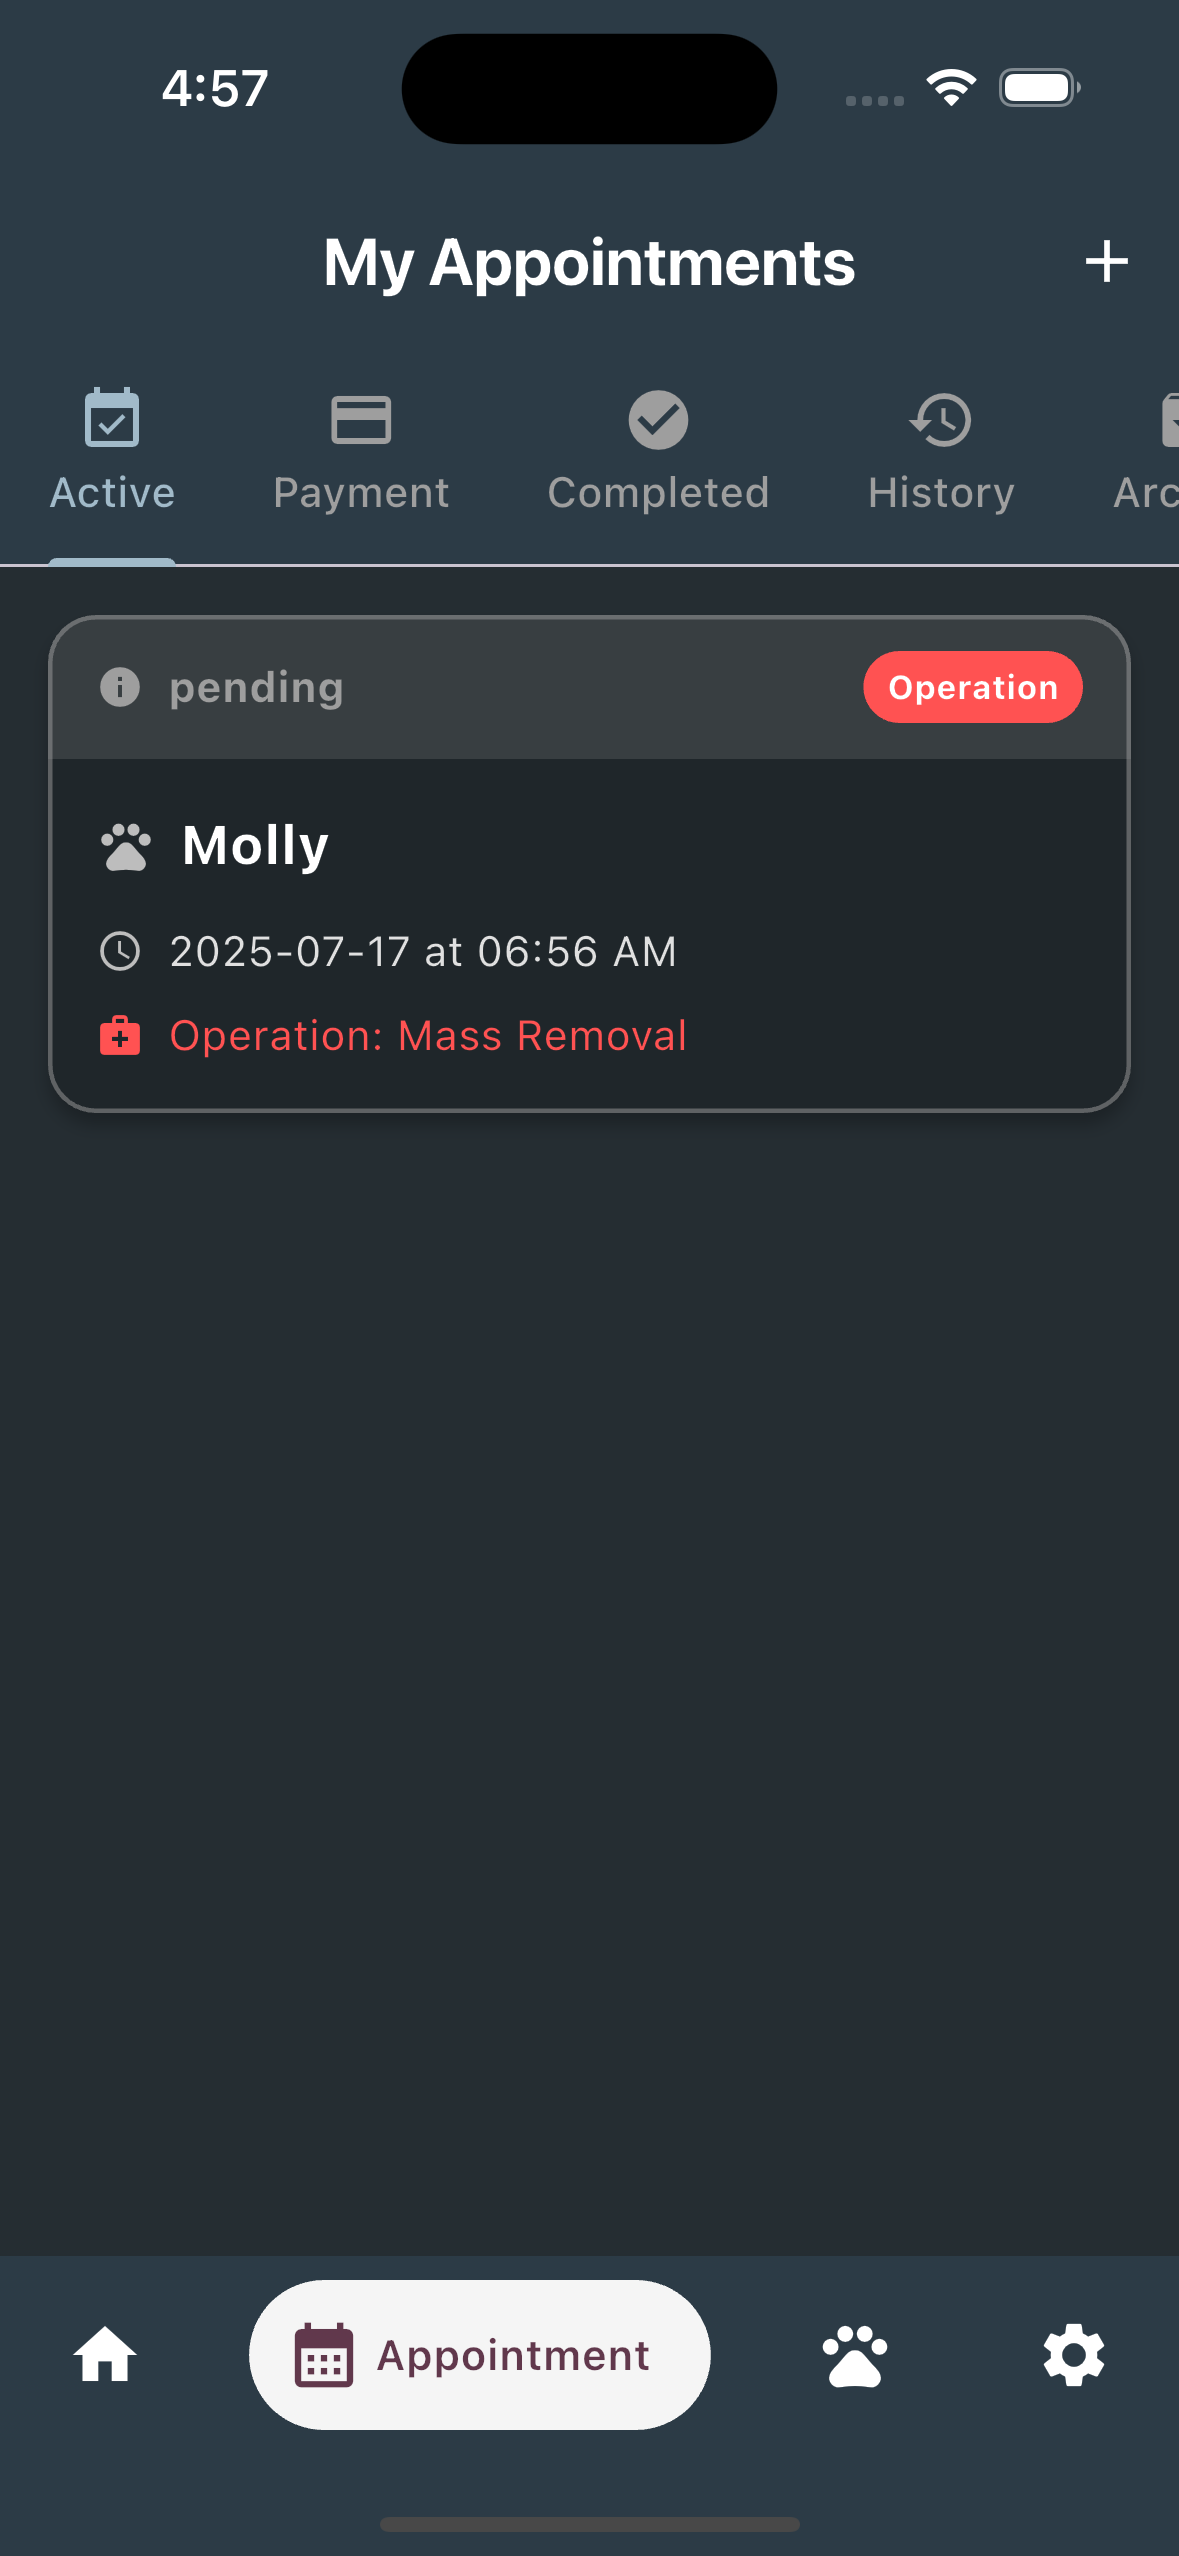 4:57
My Appointments
Active
Payment
Completed
History
Arc
pending
Operation
Molly
2025-07-17 at 06:56 AM
Operation: Mass Removal
Appointment